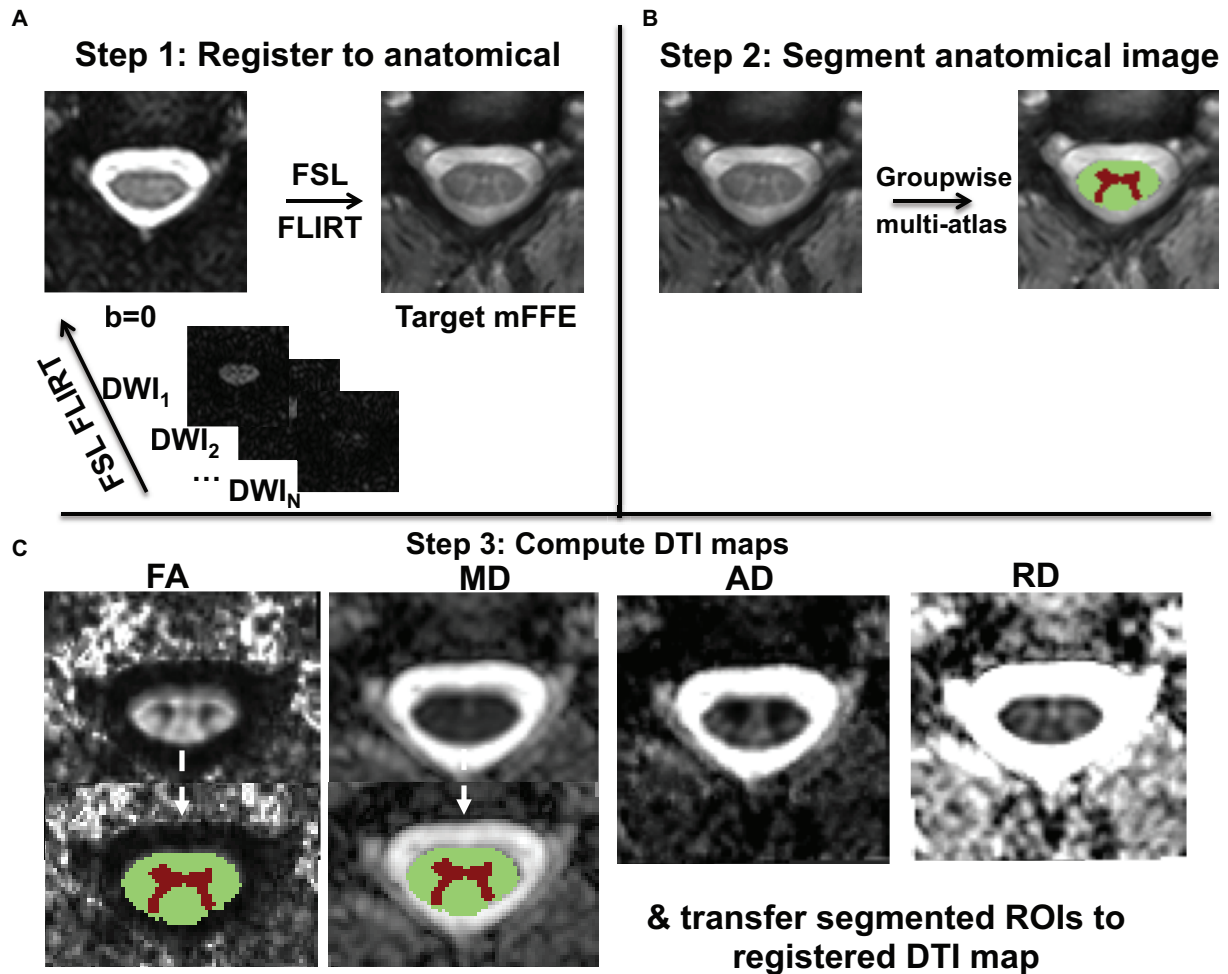 A
Step 1: Register to anatomical
FSL
FLIRT
b=0
Target mFFE
FSL FLIRT
DWI1
DWI2
...
DWIN
B
Step 2: Segment anatomical image
Groupwise
multi-atlas
C
Step 3: Compute DTI maps
FA
MD
AD
RD
& transfer segmented ROIs to
registered DTI map